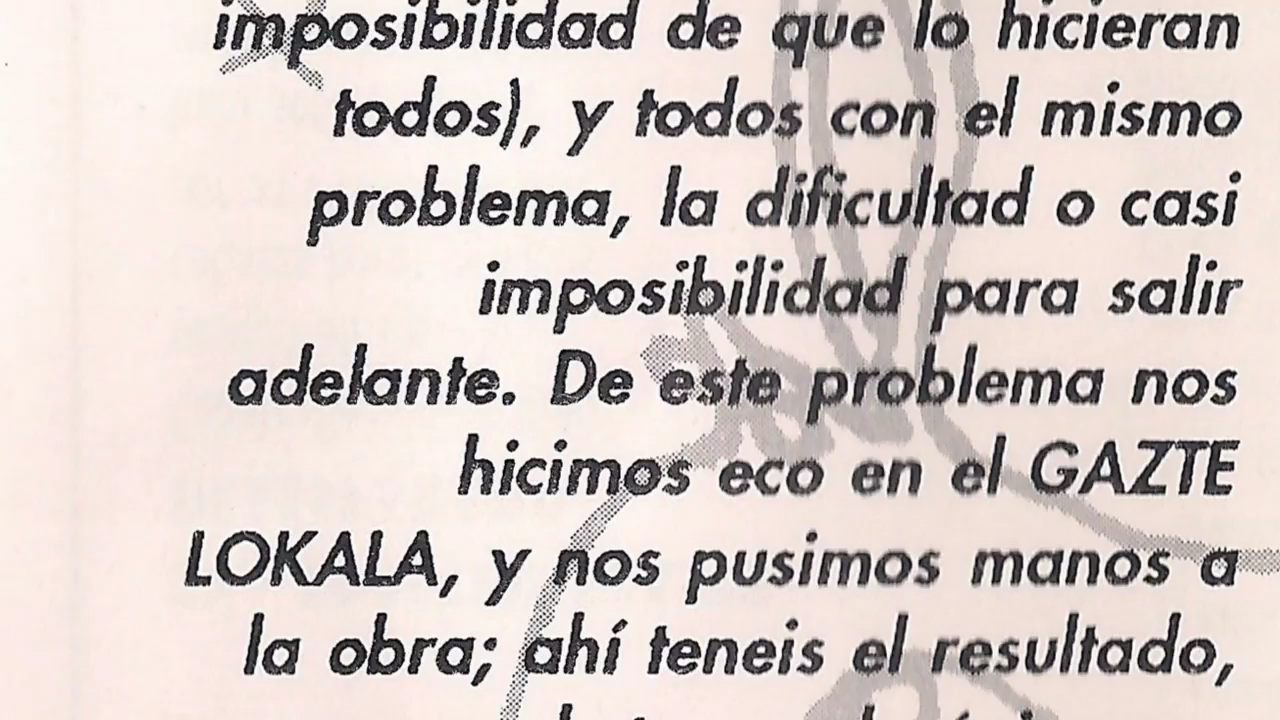 imposibilidad de que lo hicieran
todos), y todos con el mismo
problema, la dificultad o casi
imposibilidad para salir
adelante. De este problema nos
hicimos eco en el GAZTE
LOKALA, y nos pusimos manos a
la obra; ahí teneis el resultado,